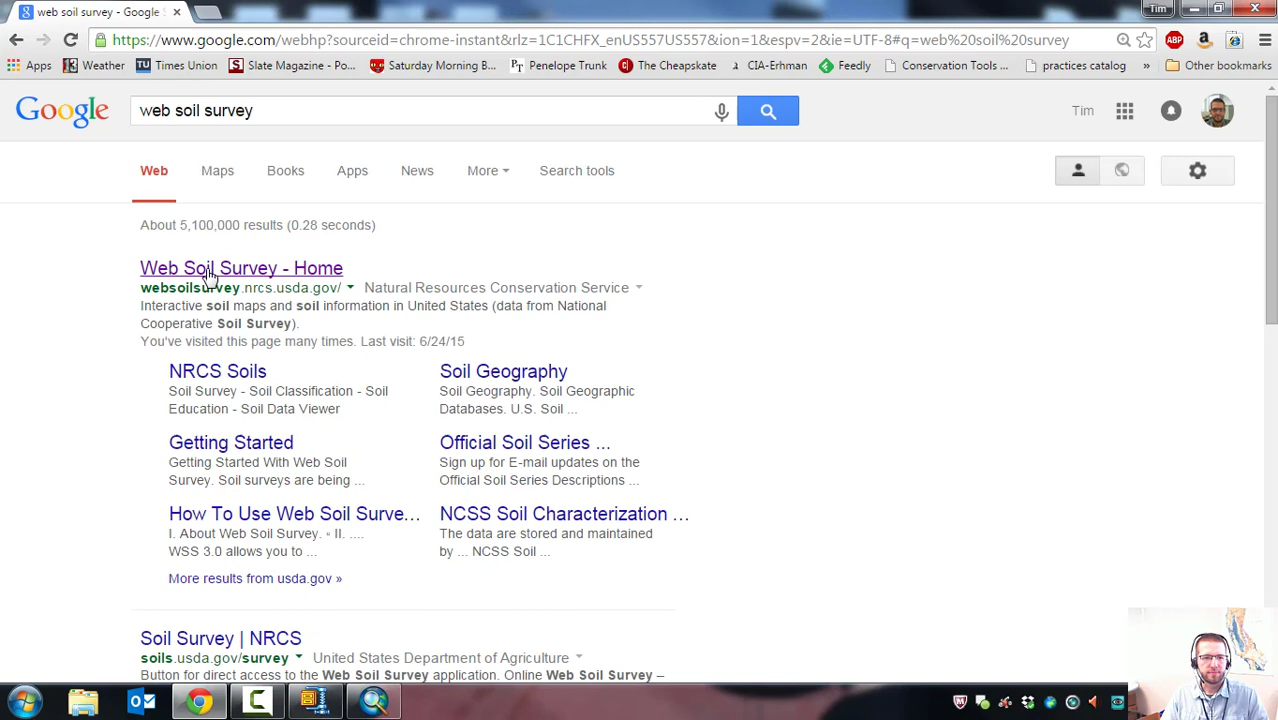 web soil survey - Google S
Tim
https://www.google.com/webhp?sourceid=chrome-instant&rlz=1C1CHFX_enUS557US557&ion=1&espv=2&ie=UTF-8#q=web%20soil%20survey
ABP
Apps Weather TU Times Union S Slate Magazine - Po... Saturday Morning B... PT Penelope Trunk The Cheapskate CIA-Erhman Feedly Conservation Tools ... practices catalog » Other bookmarks
Google web soil survey Tim
Web Maps Books Apps News More Search tools
About 5,100,000 results (0.28 seconds)
Web Soil Survey - Home
websoilsurvey.nrcs.usda.gov/ Natural Resources Conservation Service
Interactive soil maps and soil information in United States (data from National
Cooperative Soil Survey).
You've visited this page many times. Last visit: 6/24/15
NRCS Soils
Soil Survey - Soil Classification - Soil
Education - Soil Data Viewer
Soil Geography
Soil Geography. Soil Geographic
Databases. U.S. Soil ...
Getting Started
Getting Started With Web Soil
Survey. Soil surveys are being ...
Official Soil Series ...
Sign up for E-mail updates on the
Official Soil Series Descriptions ...
How To Use Web Soil Surve...
I. About Web Soil Survey. ◦ II. ....
WSS 3.0 allows you to ...
NCSS Soil Characterization ...
The data are stored and maintained
by ... NCSS Soil ...
More results from usda.gov »
Soil Survey | NRCS
soils.usda.gov/survey United States Department of Agriculture
Button for direct access to the Web Soil Survey application. Online Web Soil Survey –